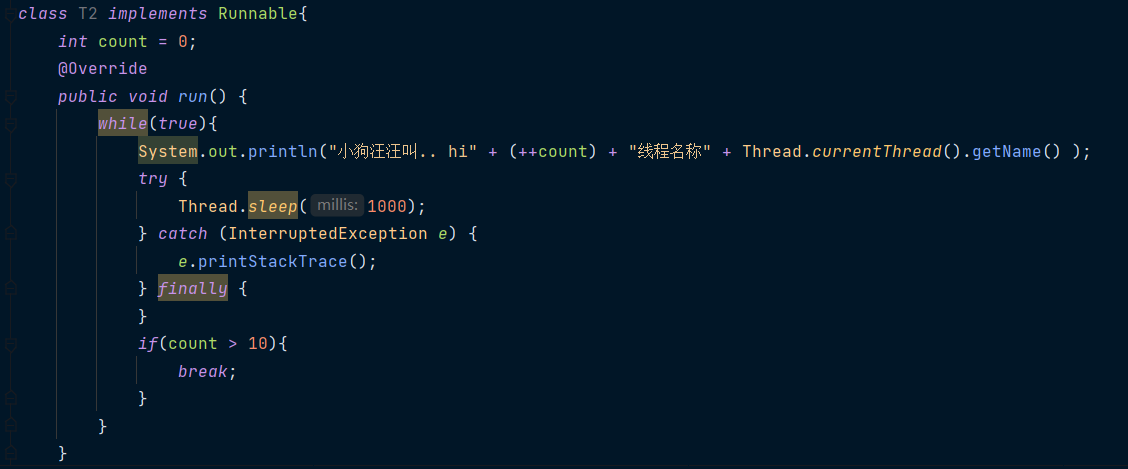 class T2 implements Runnable{
    int count = 0;
    @Override
    public void run() {
        while(true){
            System.out.println("小狗汪汪叫.. hi" + (++count) + "线程名称" + Thread.currentThread().getName() );
            try {
                Thread.sleep( millis: 1000);
            } catch (InterruptedException e) {
                e.printStackTrace();
            } finally {
            }
            if(count > 10){
                break;
            }
        }
    }